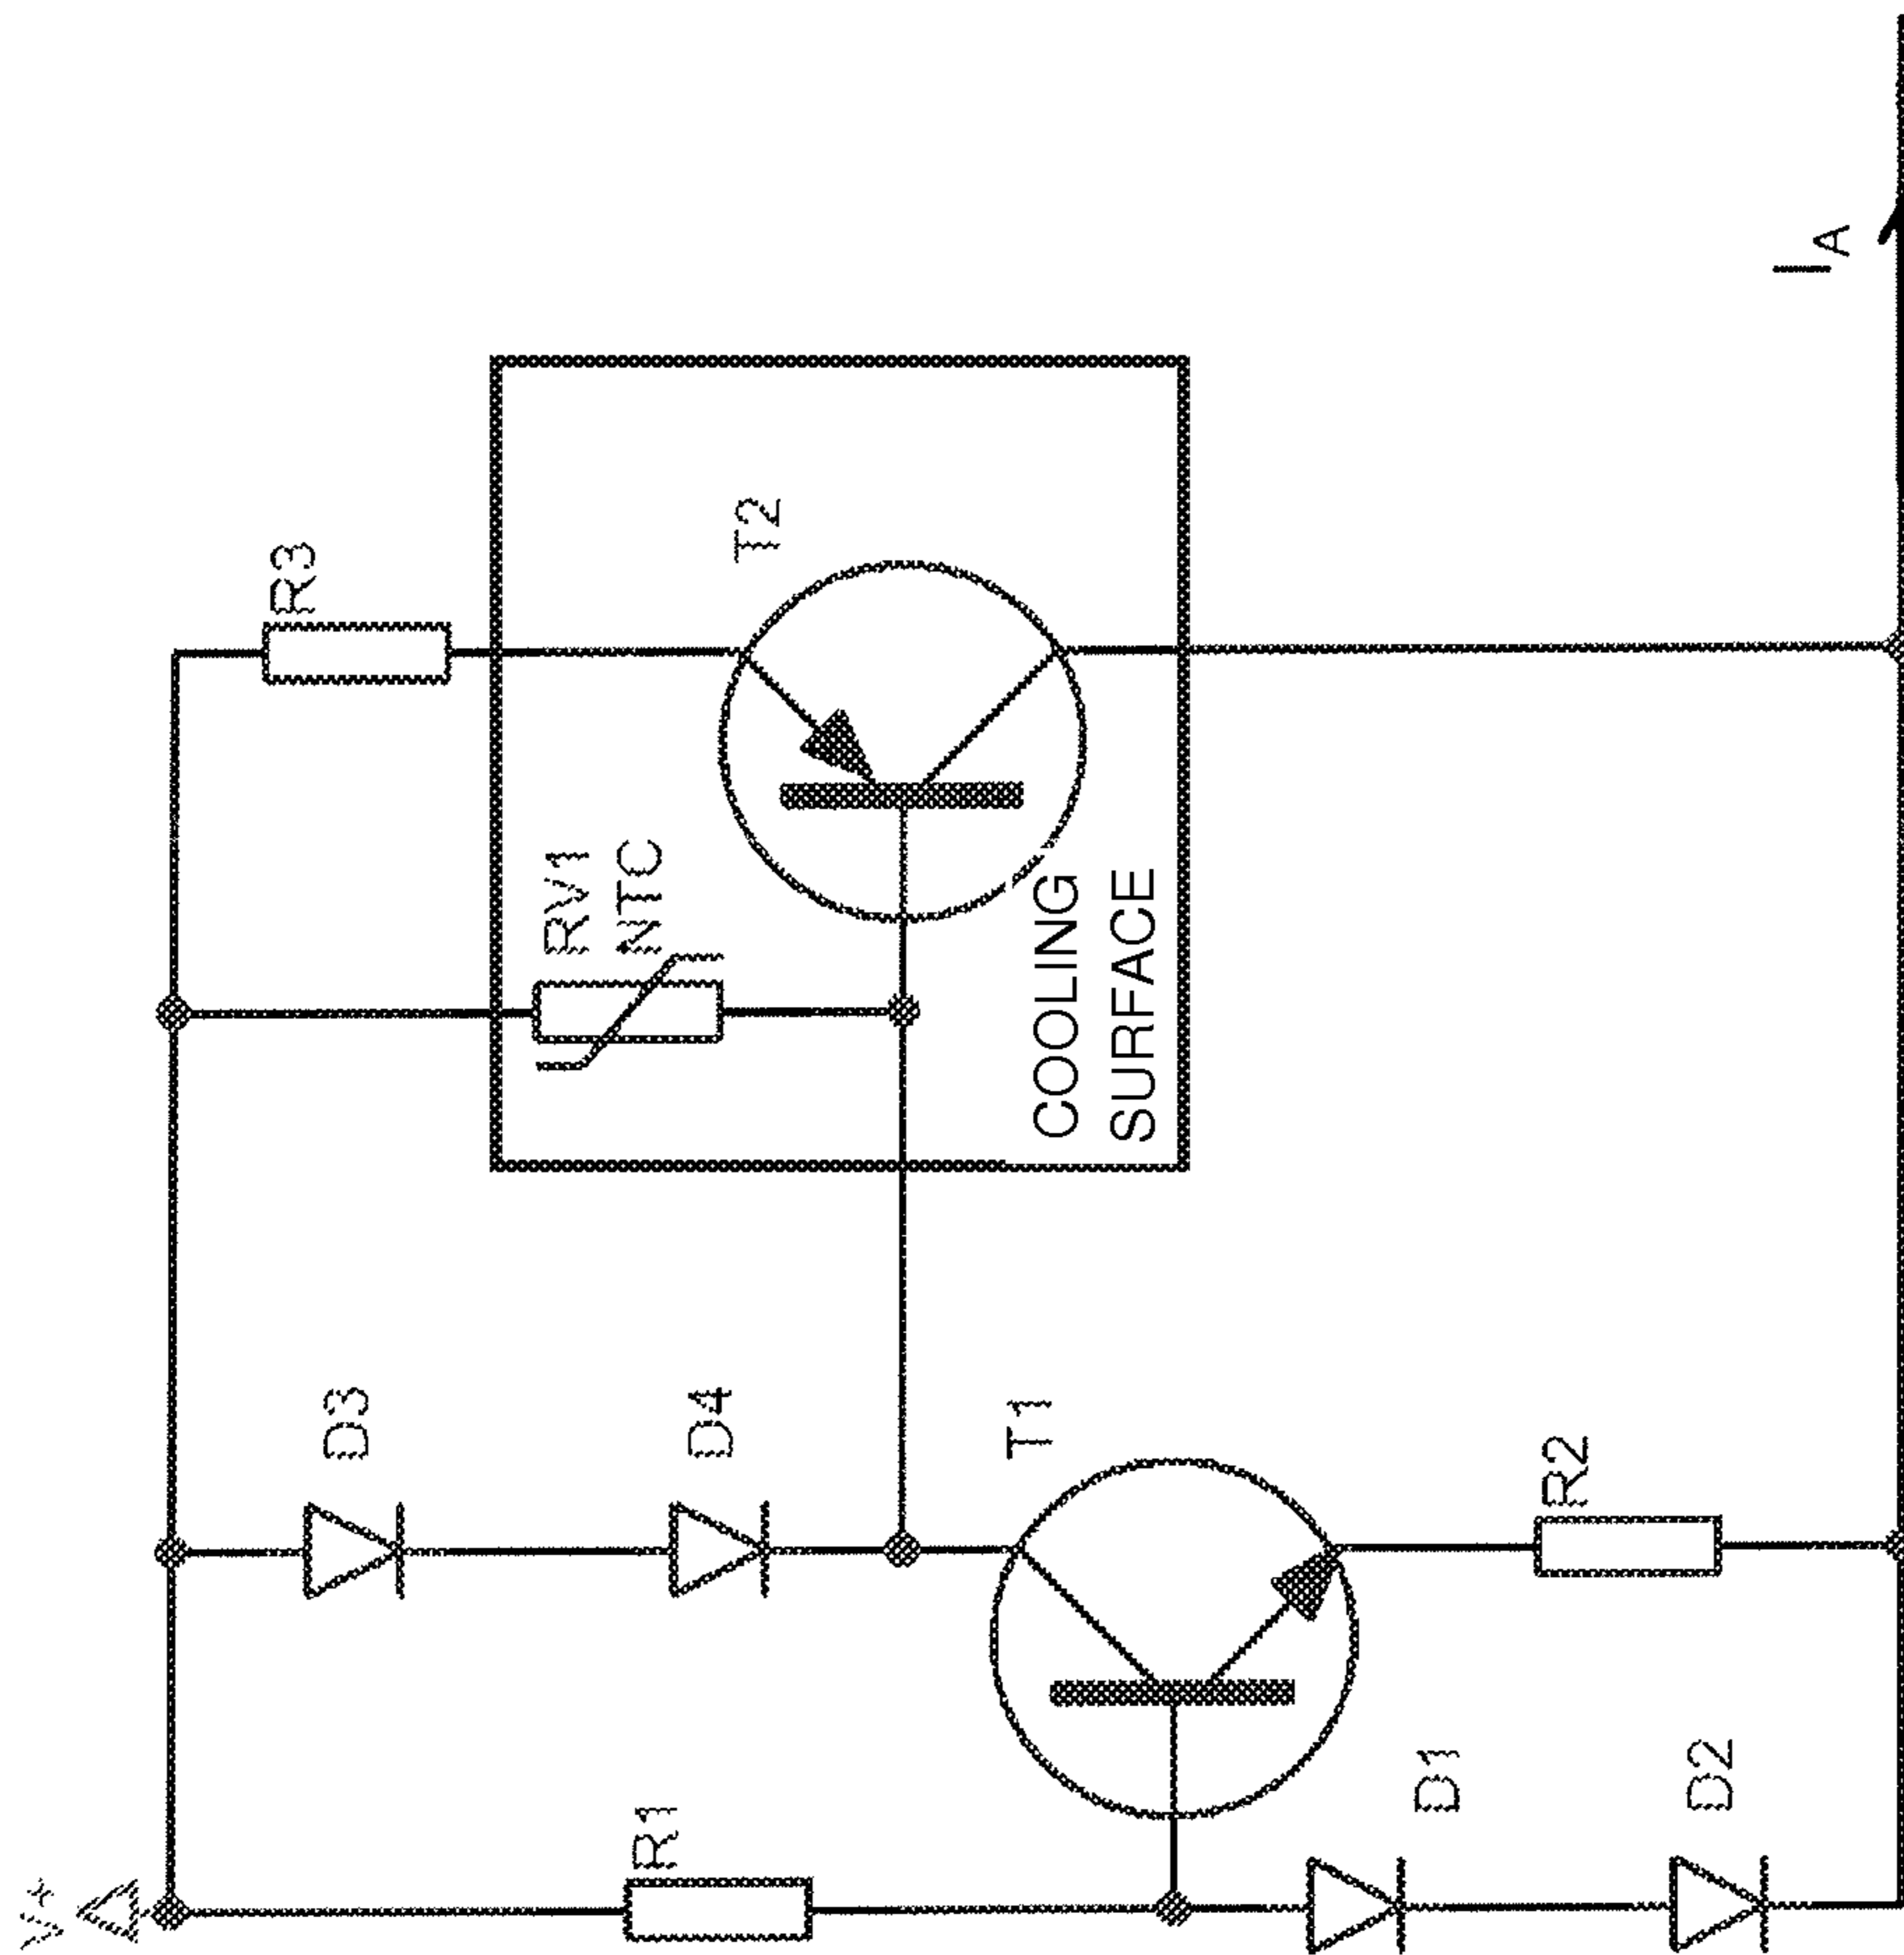 V+
R1
D1
D2
D3
D4
T1
R2
RV1
NTC
COOLING
SURFACE
R3
T2
IA